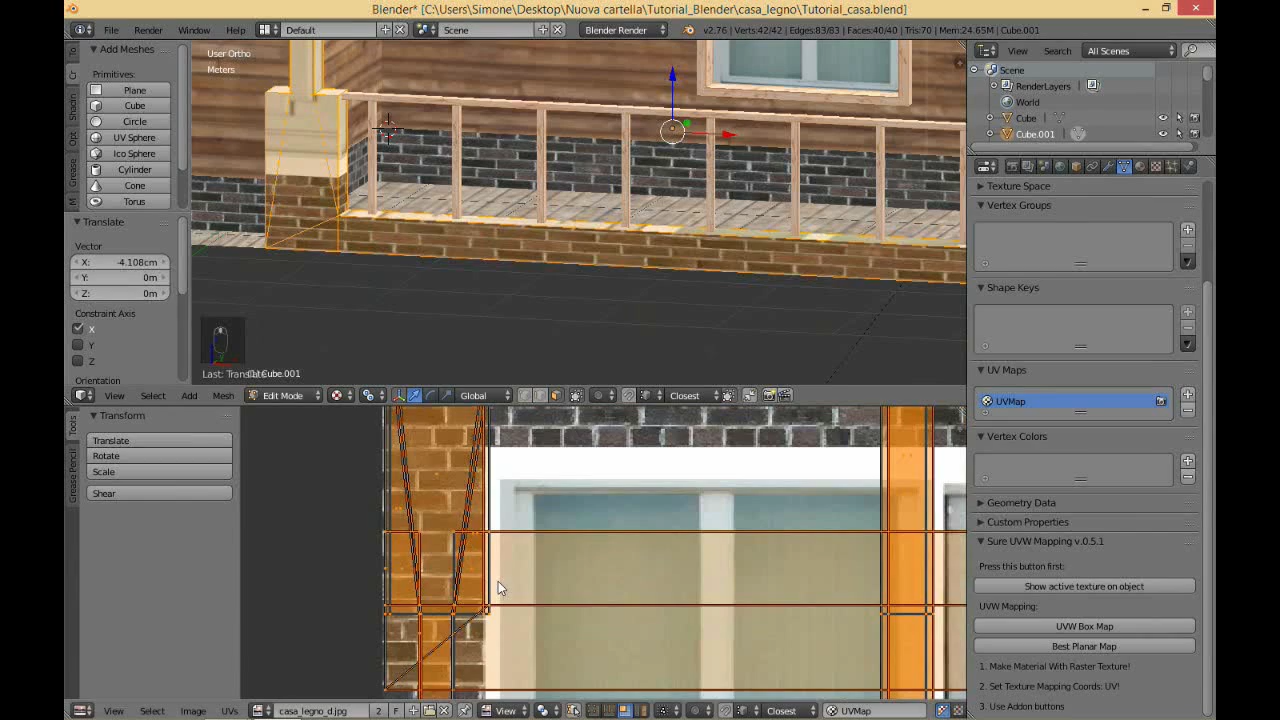 Blender* [C:\Users\Simone\Desktop\Nuova cartella\Tutorial_Blender\casa_legno\Tutorial_casa.blend]
File Render Window Help Default Scene Blender Render v2.76 | Verts:42/42 | Edges:83/83 | Faces:40/40 | Tris:70 | Mem:24.65M | Cube.001
View Search All Scenes
Add Meshes
Primitives:
Plane
Cube
Circle
UV Sphere
Ico Sphere
Cylinder
Cone
Torus
Translate
Vector
X: -4.108cm
Y: 0m
Z: 0m
Constraint Axis
X
Y
Z
Orientation
User Ortho
Meters
(1) Cube.001
View Select Add Mesh Edit Mode Global Closest
Scene
RenderLayers
World
Cube
Cube.001
Texture Space
Vertex Groups
Shape Keys
UV Maps
UVMap
Vertex Colors
Geometry Data
Custom Properties
Sure UVW Mapping v.0.5.1
Press this button first:
Show active texture on object
UVW Mapping:
UVW Box Map
Best Planar Map
1. Make Material With Raster Texture!
2. Set Texture Mapping Coords: UV!
3. Use Addon buttons
Tools
Grease Pencil
Transform
Translate
Rotate
Scale
Shear
View Select Image UVs casa_legno_d.jpg 2 F View Closest UVMap